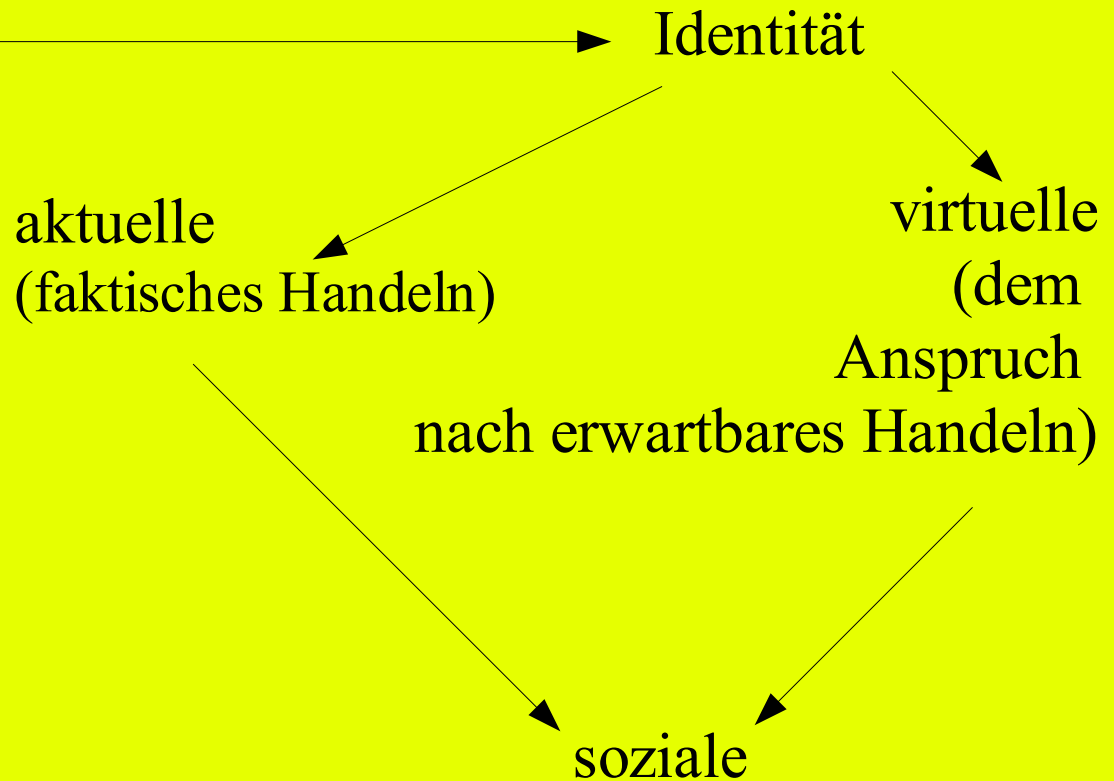 Identität
aktuelle
(faktisches Handeln)
virtuelle
(dem
Anspruch
nach erwartbares Handeln)
soziale